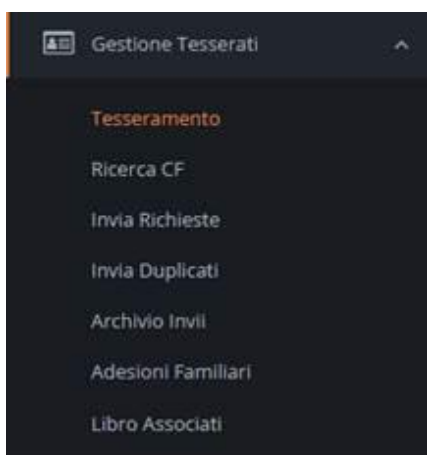 Gestione Tesserati
Tesseramento
Ricerca CF
Invia Richieste
Invia Duplicati
Archivio Invii
Adesioni Familiari
Libro Associati